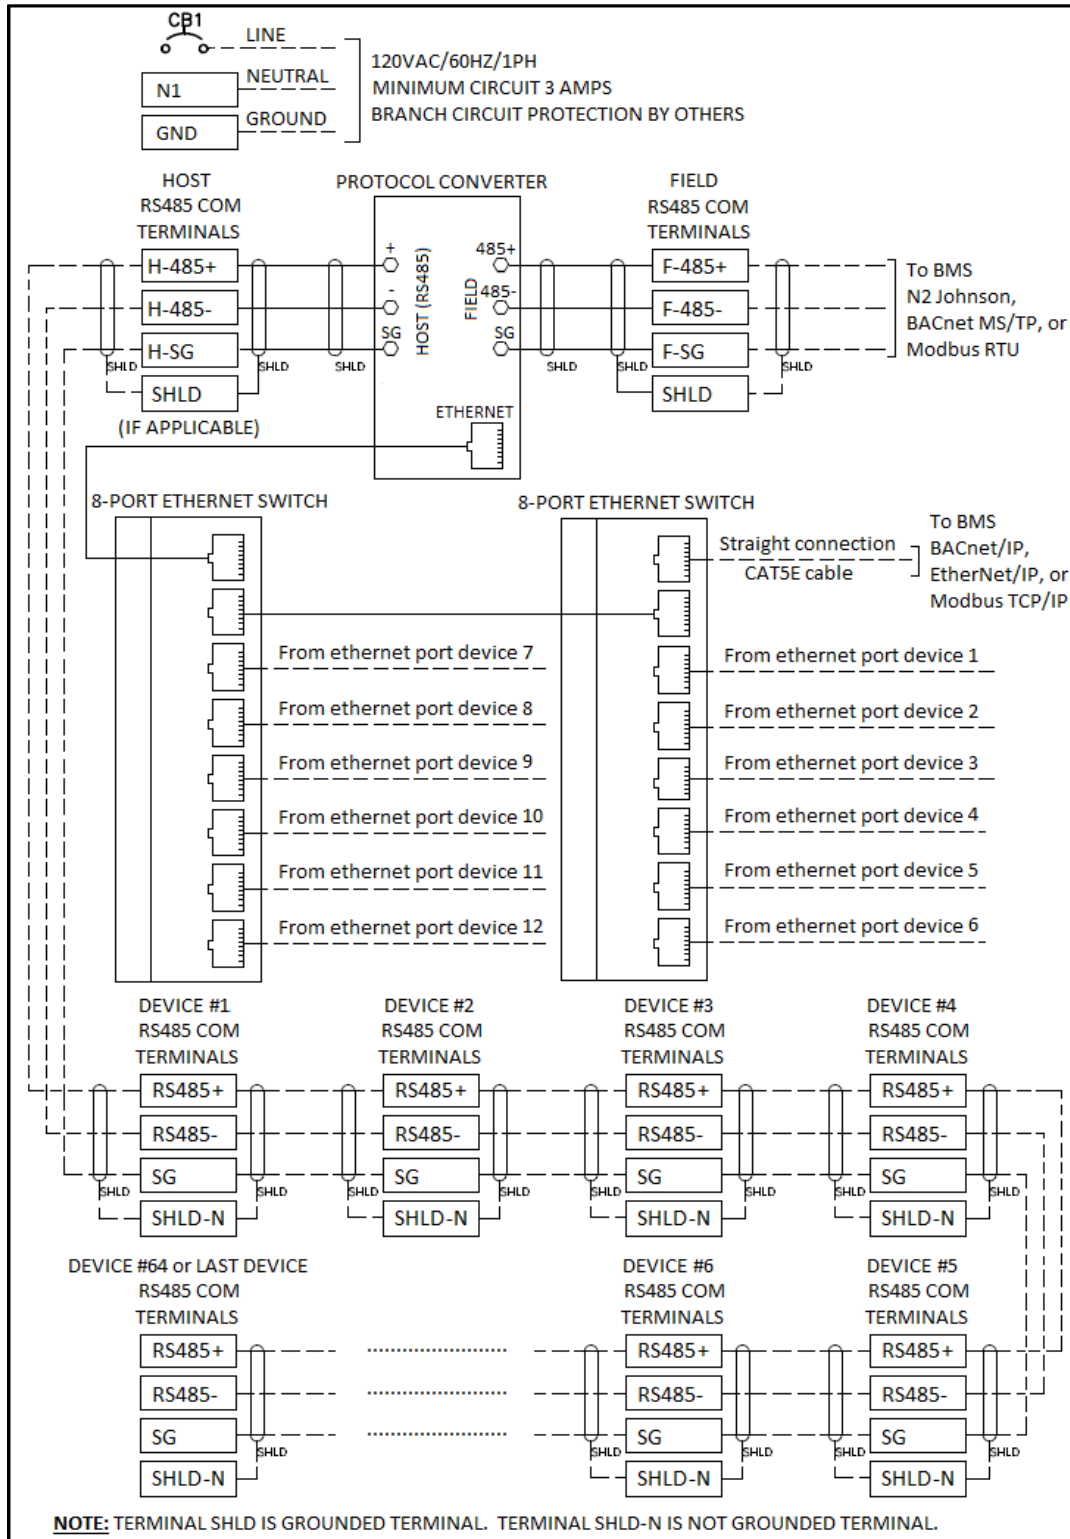 CB1
LINE
N1
NEUTRAL
GND
GROUND
120VAC/60HZ/1PH
MINIMUM CIRCUIT 3 AMPS
BRANCH CIRCUIT PROTECTION BY OTHERS
HOST
RS485 COM
TERMINALS
H-485+
H-485-
H-SG
SHLD
SHLD
SHLD
SHLD
(IF APPLICABLE)
PROTOCOL CONVERTER
+
-
SG
HOST (RS485)
FIELD
485+
485-
SG
ETHERNET
FIELD
RS485 COM
TERMINALS
F-485+
F-485-
F-SG
SHLD
SHLD
SHLD
SHLD
To BMS
N2 Johnson,
BACnet MS/TP, or
Modbus RTU
8-PORT ETHERNET SWITCH
From ethernet port device 7
From ethernet port device 8
From ethernet port device 9
From ethernet port device 10
From ethernet port device 11
From ethernet port device 12
8-PORT ETHERNET SWITCH
Straight connection
CAT5E cable
To BMS
BACnet/IP,
EtherNet/IP, or
Modbus TCP/IP
From ethernet port device 1
From ethernet port device 2
From ethernet port device 3
From ethernet port device 4
From ethernet port device 5
From ethernet port device 6
DEVICE #1
RS485 COM
TERMINALS
RS485+
RS485-
SG
SHLD
SHLD
SHLD-N
DEVICE #2
RS485 COM
TERMINALS
RS485+
RS485-
SG
SHLD
SHLD
SHLD-N
DEVICE #3
RS485 COM
TERMINALS
RS485+
RS485-
SG
SHLD
SHLD
SHLD-N
DEVICE #4
RS485 COM
TERMINALS
RS485+
RS485-
SG
SHLD
SHLD
SHLD-N
DEVICE #64 or LAST DEVICE
RS485 COM
TERMINALS
RS485+
RS485-
SG
SHLD
SHLD-N
DEVICE #6
RS485 COM
TERMINALS
RS485+
RS485-
SG
SHLD
SHLD
SHLD-N
DEVICE #5
RS485 COM
TERMINALS
RS485+
RS485-
SG
SHLD
SHLD
SHLD-N
NOTE: TERMINAL SHLD IS GROUNDED TERMINAL. TERMINAL SHLD-N IS NOT GROUNDED TERMINAL.